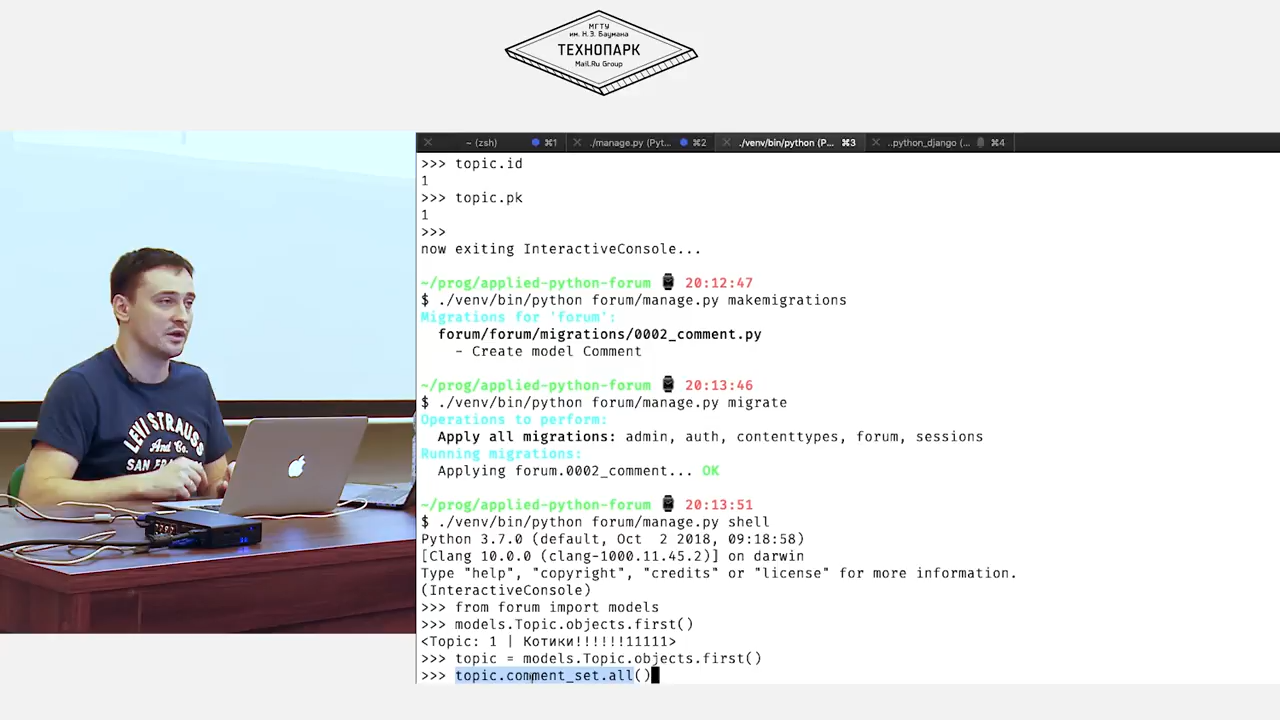 МГТУ
им. Н.Э. Баумана
ТЕХНОПАРК
Mail.Ru Group
~ (zsh) ⌘1
./manage.py (Pyt... ⌘2
./venv/bin/python (P... ⌘3
..python_django (... ⌘4
>>> topic.id
1
>>> topic.pk
1
>>>
now exiting InteractiveConsole...
~/prog/applied-python-forum ⌚ 20:12:47
$ ./venv/bin/python forum/manage.py makemigrations
Migrations for 'forum':
forum/forum/migrations/0002_comment.py
- Create model Comment
~/prog/applied-python-forum ⌚ 20:13:46
$ ./venv/bin/python forum/manage.py migrate
Operations to perform:
Apply all migrations: admin, auth, contenttypes, forum, sessions
Running migrations:
Applying forum.0002_comment... OK
~/prog/applied-python-forum ⌚ 20:13:51
$ ./venv/bin/python forum/manage.py shell
Python 3.7.0 (default, Oct  2 2018, 09:18:58)
[Clang 10.0.0 (clang-1000.11.45.2)] on darwin
Type "help", "copyright", "credits" or "license" for more information.
(InteractiveConsole)
>>> from forum import models
>>> models.Topic.objects.first()
<Topic: 1 | Котики!!!!!!11111>
>>> topic = models.Topic.objects.first()
>>> topic.comment_set.all()
LEVI STRAUSS
And Co.
SAN